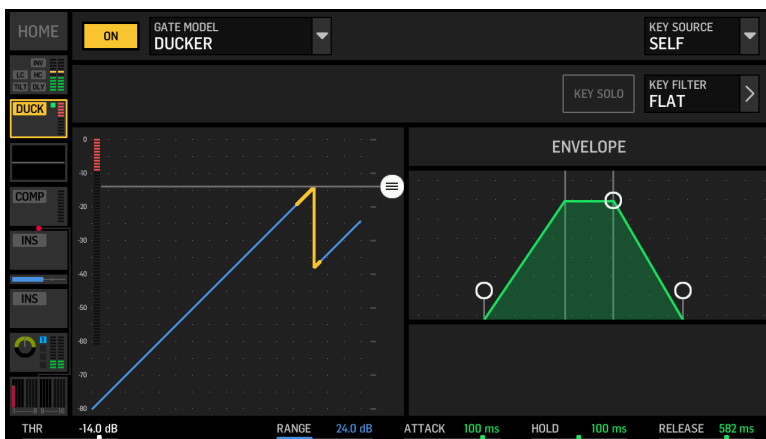 HOME
ON
GATE MODEL
DUCKER
KEY SOURCE
SELF
INV
LC HC
TILT DLY
KEY SOLO
KEY FILTER
FLAT
DUCK
ENVELOPE
0
-10
-20
-30
-40
-50
-60
-70
-80
COMP
INS
INS
THR -14.0 dB RANGE 24.0 dB ATTACK 100 ms HOLD 100 ms RELEASE 582 ms